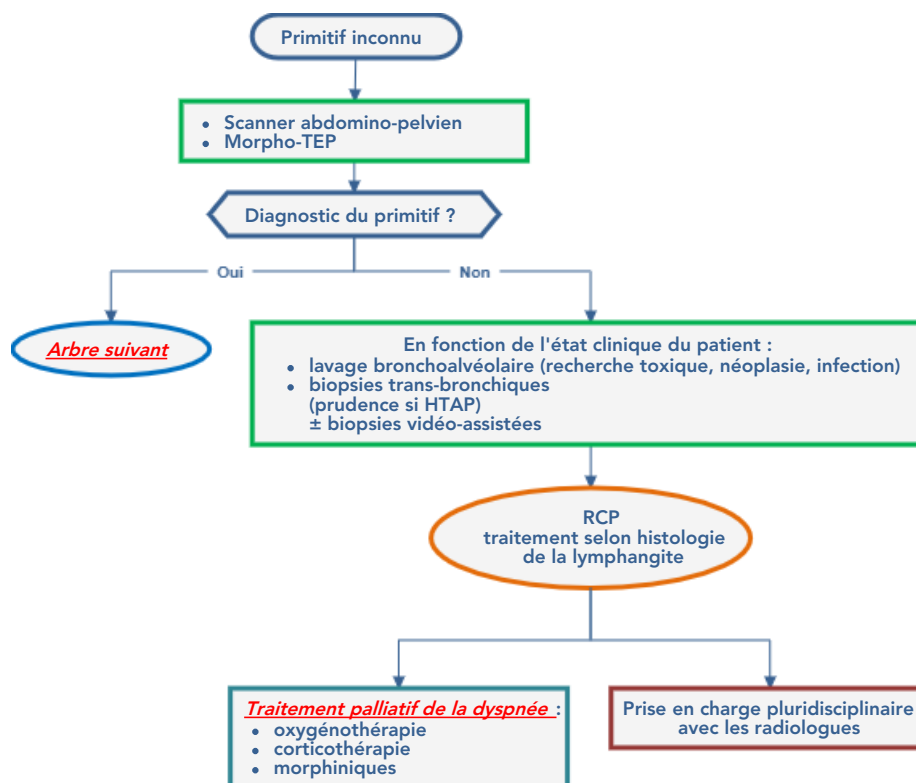 Primitif inconnu
• Scanner abdomino-pelvien
• Morpho-TEP
Diagnostic du primitif ?
Oui
Non
Arbre suivant
En fonction de l'état clinique du patient :
• lavage bronchoalvéolaire (recherche toxique, néoplasie, infection)
• biopsies trans-bronchiques
(prudence si HTAP)
± biopsies vidéo-assistées
RCP
traitement selon histologie
de la lymphangite
Traitement palliatif de la dyspnée :
• oxygénothérapie
• corticothérapie
• morphiniques
Prise en charge pluridisciplinaire
avec les radiologues